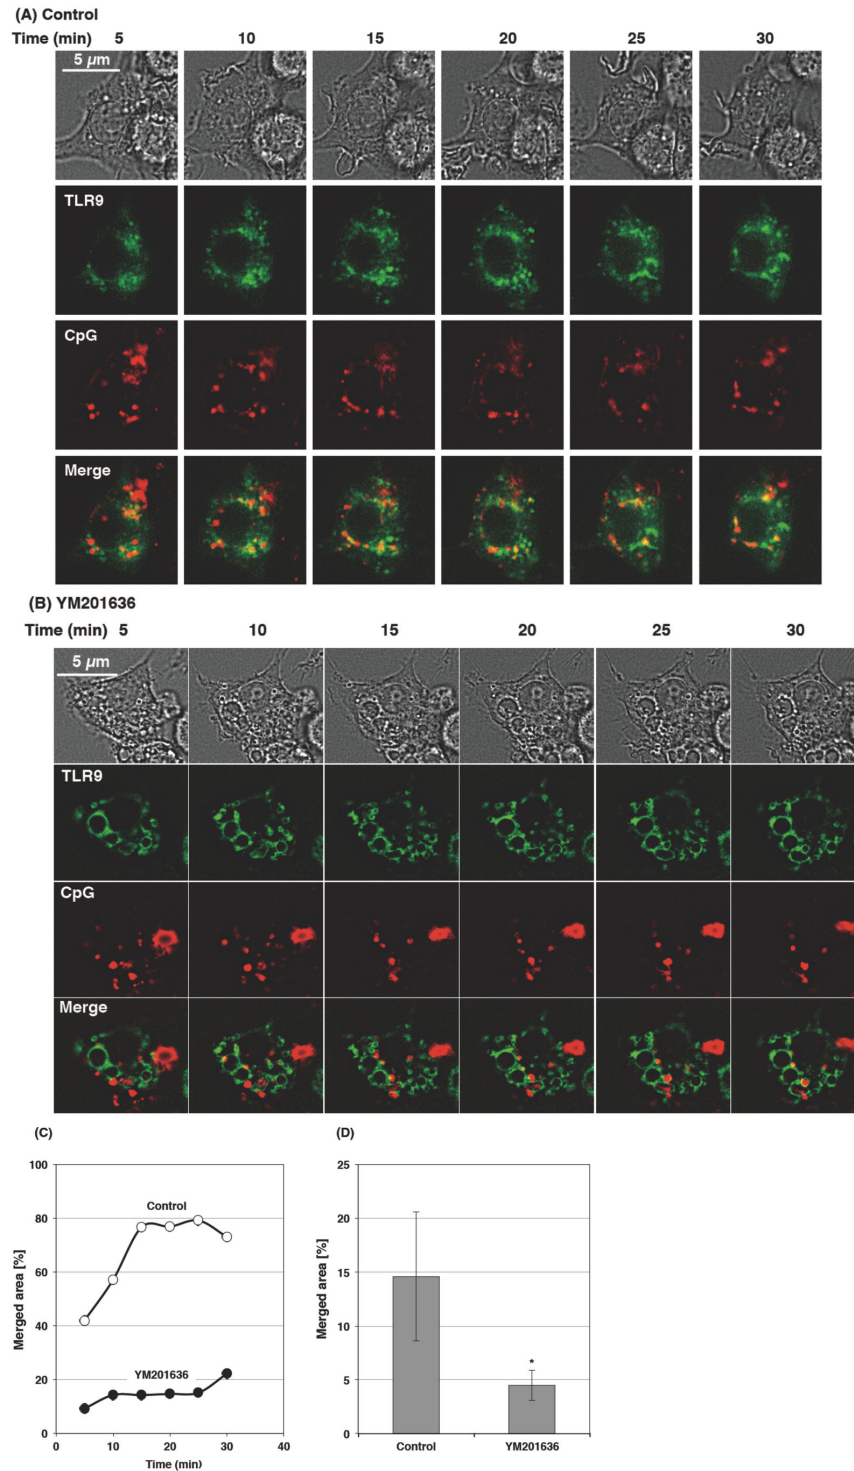 (A) Control
Time (min) 5 10 15 20 25 30
5 μm
TLR9
CpG
Merge
(B) YM201636
Time (min) 5 10 15 20 25 30
5 μm
TLR9
CpG
Merge
(C) (D)
Merged area [%]
100
80
60
40
20
0
Control
YM201636
0 10 20 30 40
Time (min)
Merged area [%]
25
20
15
10
5
0
*
Control YM201636